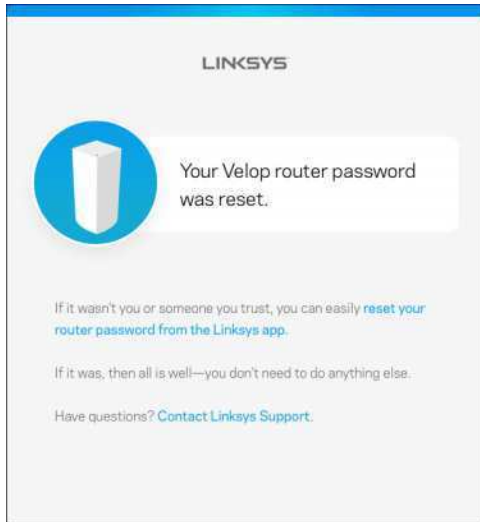 LINKSYS
Your Velop router password
was reset.
If it wasn't you or someone you trust, you can easily reset your
router password from the Linksys app.
If it was, then all is well—you don't need to do anything else.
Have questions? Contact Linksys Support.